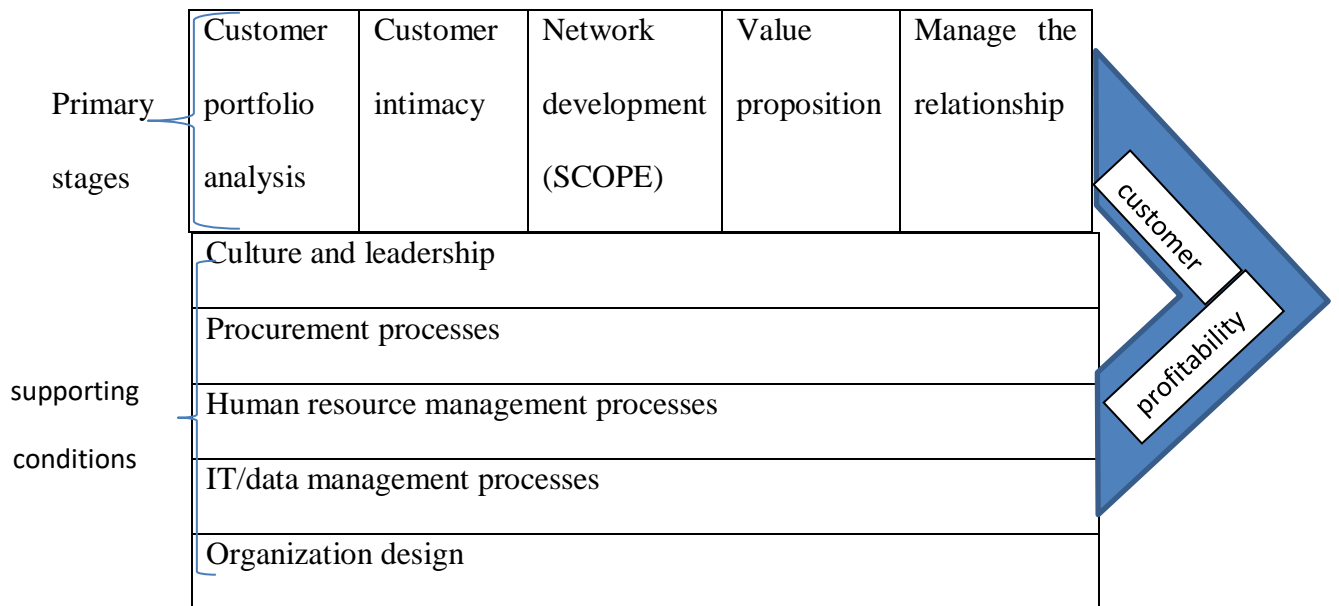 Primary
stages
Customer
portfolio
analysis
Customer
intimacy
Network
development
(SCOPE)
Value
proposition
Manage the
relationship
customer
profitability
supporting
conditions
Culture and leadership
Procurement processes
Human resource management processes
IT/data management processes
Organization design